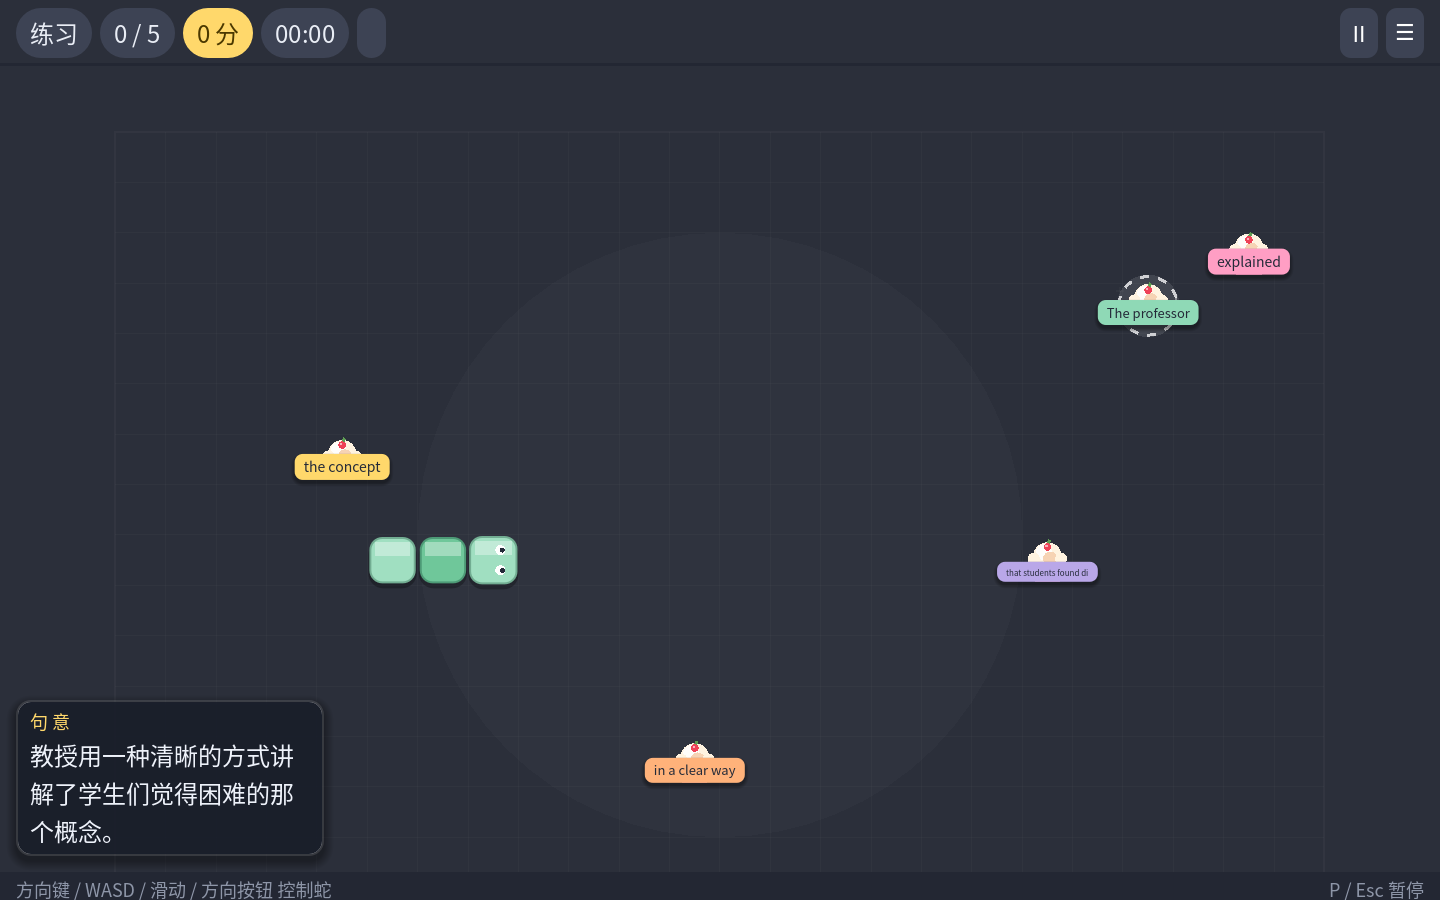 练习
0 / 5
0 分
00:00
explained
The professor
the concept
that students found di
in a clear way
句 意
教授用一种清晰的方式讲
解了学生们觉得困难的那
个概念。
方向键 / WASD / 滑动 / 方向按钮 控制蛇
P / Esc 暂停